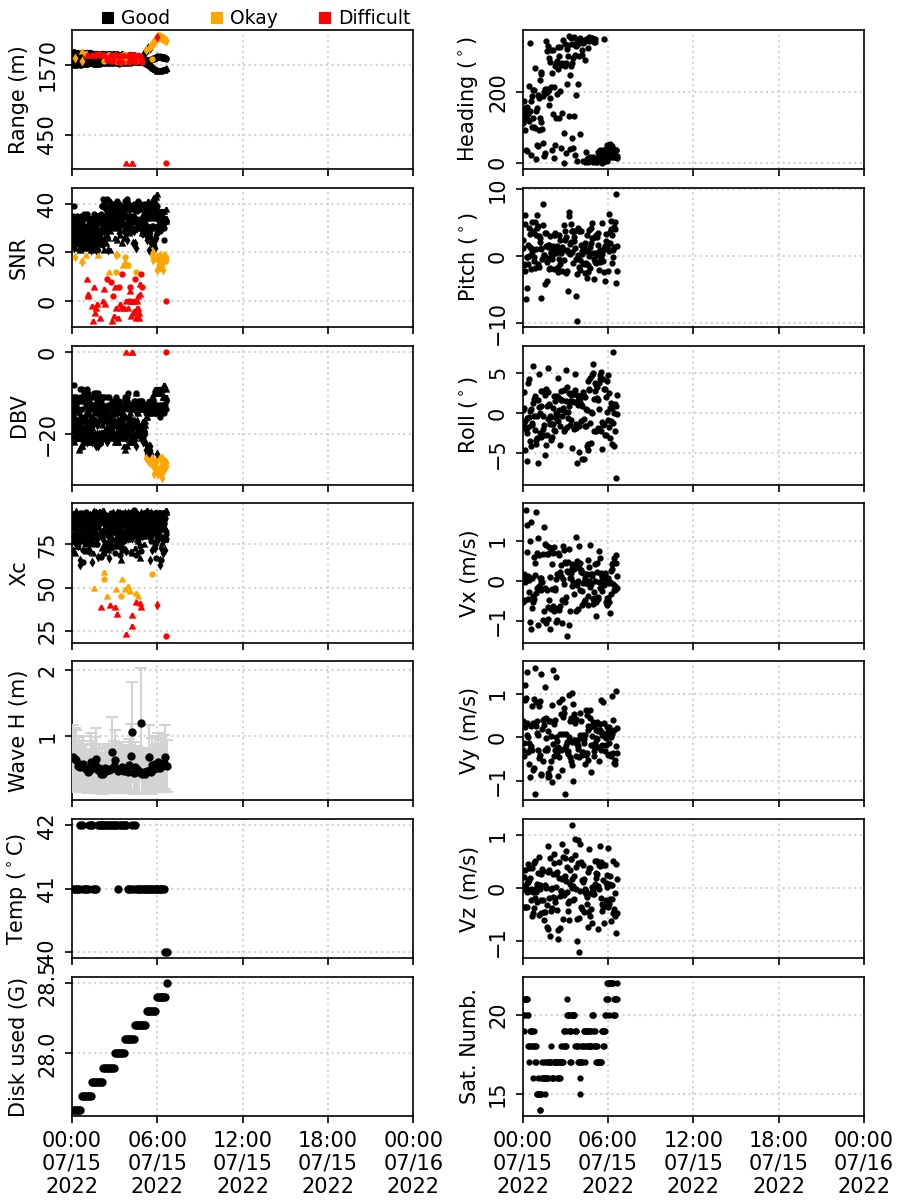 Good Okay Difficult
Range (m)
1570
450
Heading (°)
200
0
SNR
40
20
0
Pitch (°)
10
0
−10
DBV
0
−20
Roll (°)
5
0
−5
Xc
75
50
25
Vx (m/s)
1
0
−1
Wave H (m)
2
1
Vy (m/s)
1
0
−1
Temp (°C)
42
41
40
Vz (m/s)
1
0
−1
Disk used (G)
28.5
28.0
Sat. Numb.
20
15
00:00 06:00 12:00 18:00 00:00
07/15 07/15 07/15 07/15 07/16
2022 2022 2022 2022 2022
00:00 06:00 12:00 18:00 00:00
07/15 07/15 07/15 07/15 07/16
2022 2022 2022 2022 2022